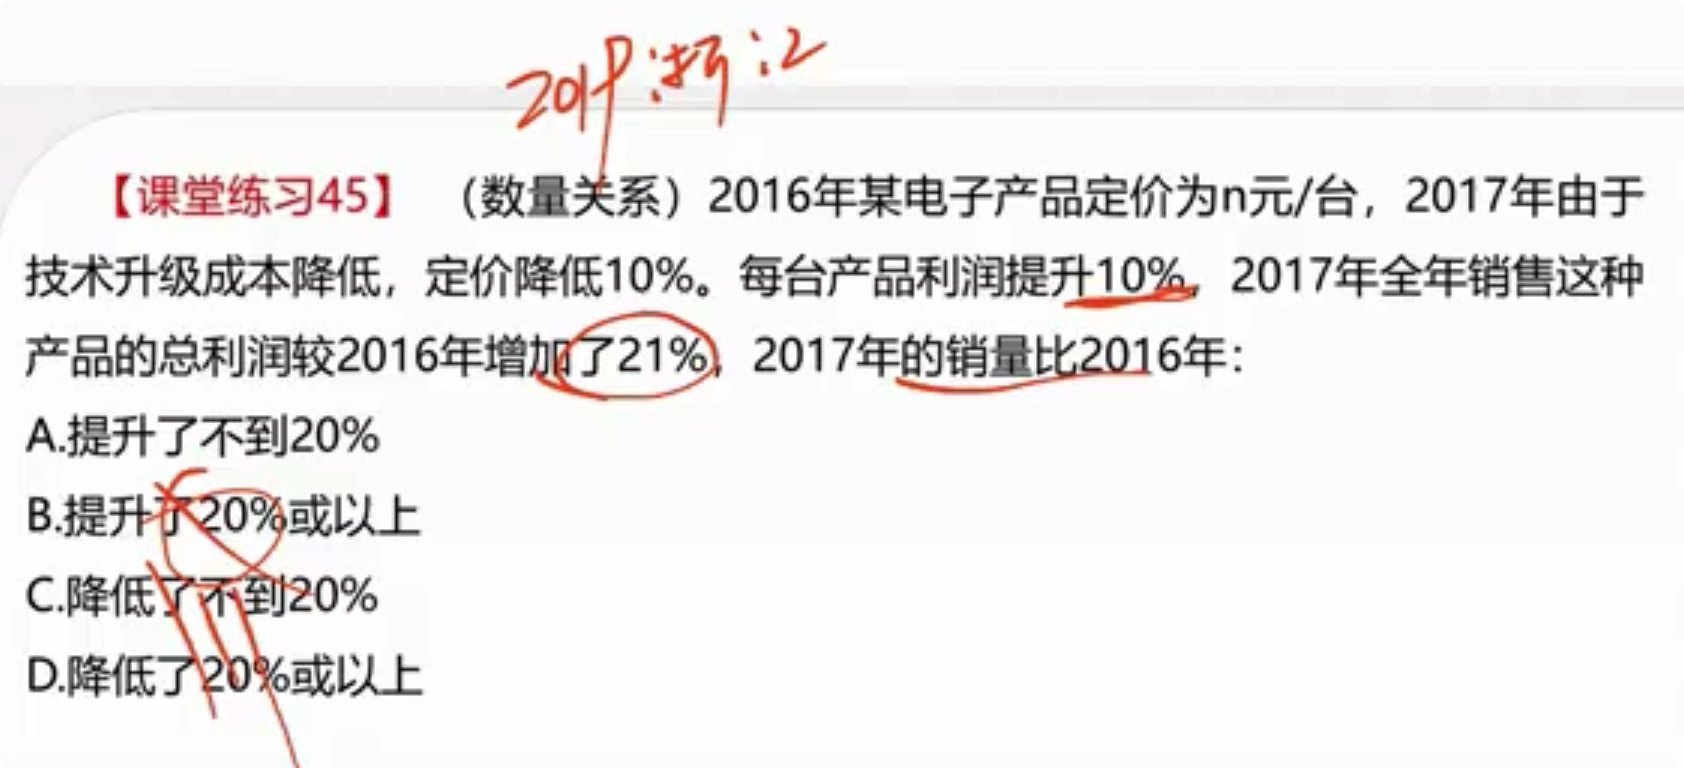 2019浙江
【课堂练习45】（数量关系）2016年某电子产品定价为n元/台，2017年由于
技术升级成本降低，定价降低10%。每台产品利润提升10%，2017年全年销售这种
产品的总利润较2016年增加了21%，2017年的销量比2016年：
A.提升了不到20%
B.提升了20%或以上
C.降低了不到20%
D.降低了20%或以上